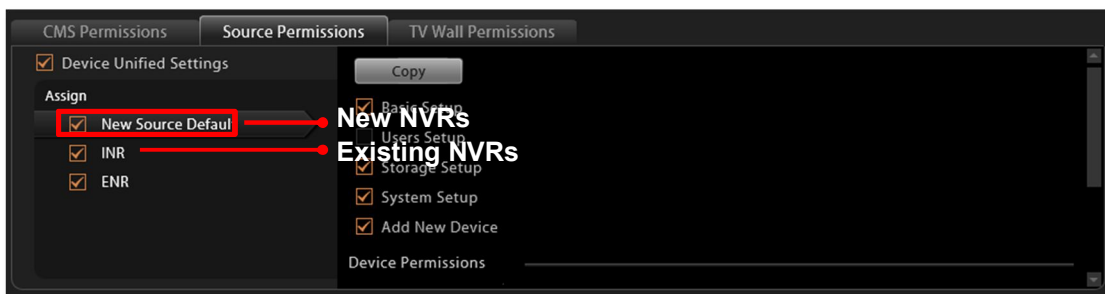 CMS Permissions
Source Permissions
TV Wall Permissions
Device Unified Settings
Assign
New Source Default
INR
ENR
Copy
Basic Setup
New NVRs
Users Setup
Existing NVRs
Storage Setup
System Setup
Add New Device
Device Permissions